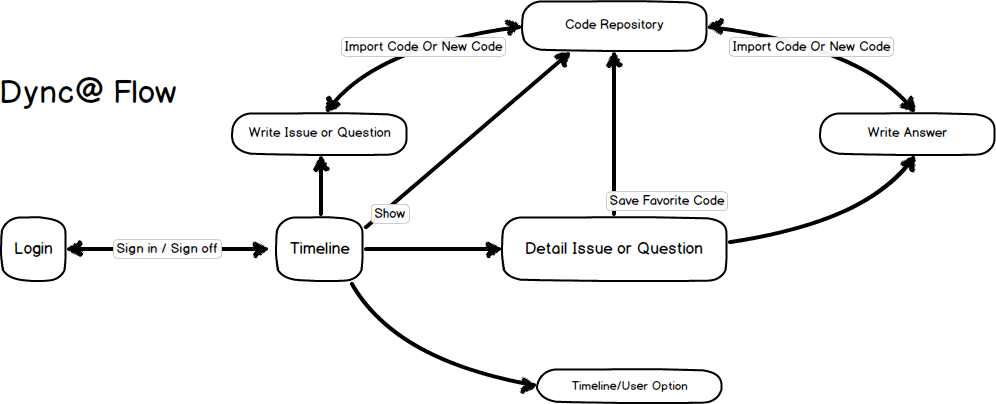 Code Repository
Import Code Or New Code
Import Code Or New Code
Dync@ Flow
Write Issue or Question
Write Answer
Save Favorite Code
Show
Login
Sign in / Sign off
Timeline
Detail Issue or Question
Timeline/User Option